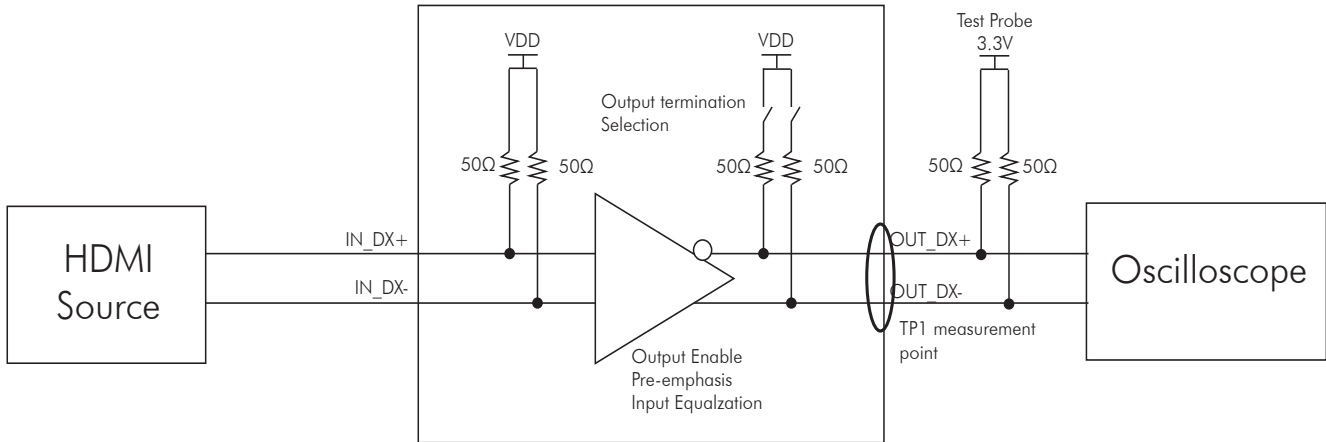 Test Probe
3.3V
VDD
VDD
Output termination
Selection
50Ω
50Ω
50Ω
50Ω
50Ω
50Ω
HDMI
Source
IN_DX+
IN_DX-
OUT_DX+
OUT_DX-
Oscilloscope
TP1 measurement
point
Output Enable
Pre-emphasis
Input Equalzation